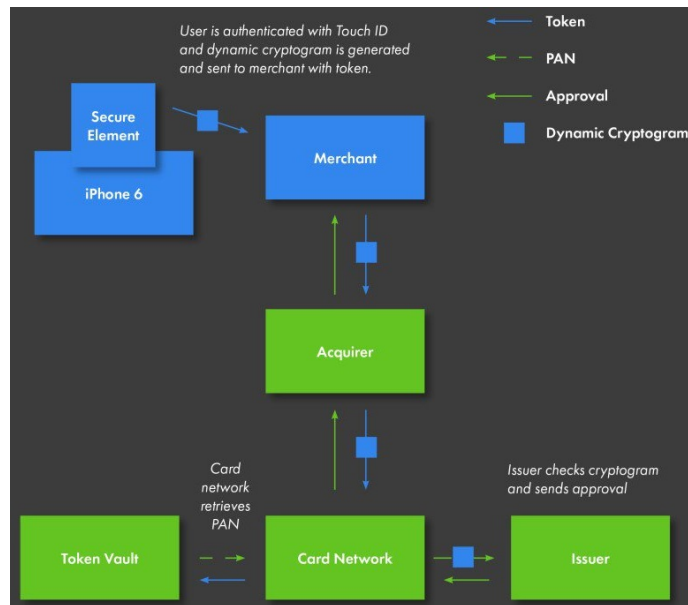 User is authenticated with Touch ID
and dynamic cryptogram is generated
and sent to merchant with token.
Token
PAN
Approval
Dynamic Cryptogram
Secure
Element
iPhone 6
Merchant
Acquirer
Card
network
retrieves
PAN
Issuer checks cryptogram
and sends approval
Token Vault
Card Network
Issuer